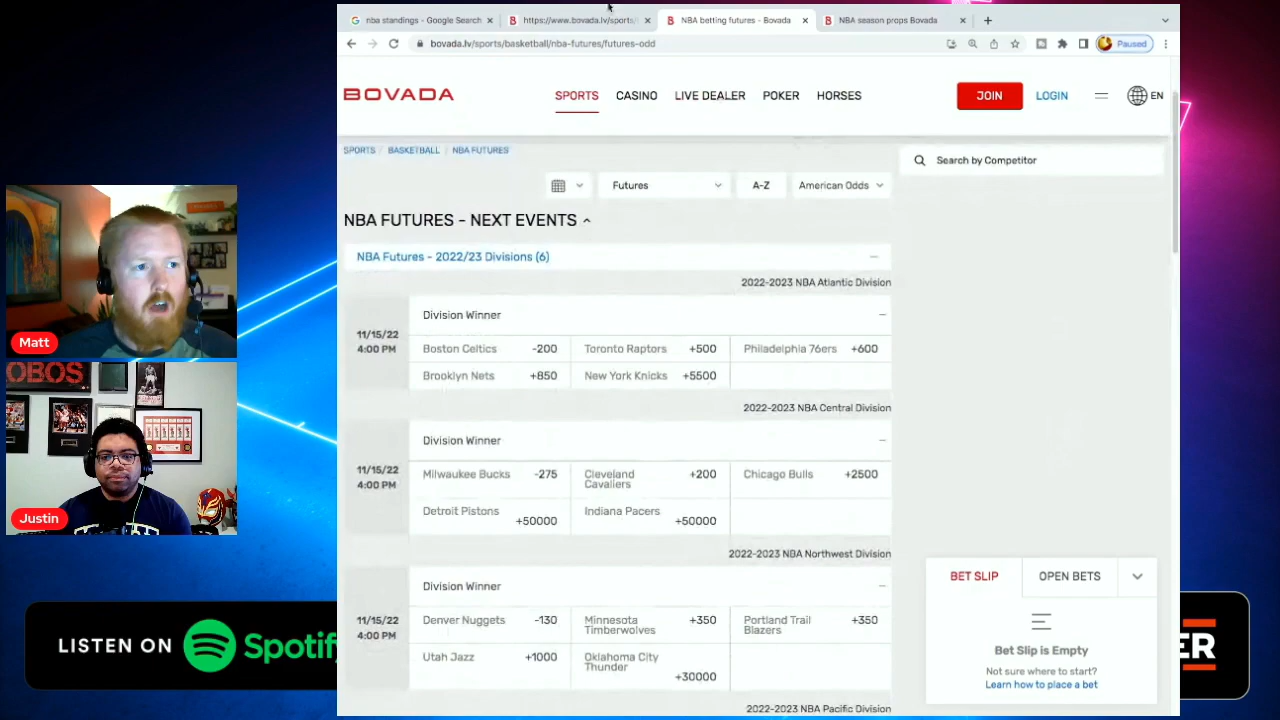 nba standings - Google Search
https://www.bovada.lv/sports/
NBA betting futures - Bovada
NBA season props Bovada
bovada.lv/sports/basketball/nba-futures/futures-odd
Paused
BOVADA
SPORTS CASINO LIVE DEALER POKER HORSES
JOIN LOGIN EN
SPORTS / BASKETBALL / NBA FUTURES
Search by Competitor
Futures A-Z American Odds
NBA FUTURES - NEXT EVENTS
NBA Futures - 2022/23 Divisions (6)
2022-2023 NBA Atlantic Division
11/15/22
4:00 PM
Division Winner
Boston Celtics -200 Toronto Raptors +500 Philadelphia 76ers +600
Brooklyn Nets +850 New York Knicks +5500
2022-2023 NBA Central Division
11/15/22
4:00 PM
Division Winner
Milwaukee Bucks -275 Cleveland Cavaliers +200 Chicago Bulls +2500
Detroit Pistons +50000 Indiana Pacers +50000
2022-2023 NBA Northwest Division
11/15/22
4:00 PM
Division Winner
Denver Nuggets -130 Minnesota Timberwolves +350 Portland Trail Blazers +350
Utah Jazz +1000 Oklahoma City Thunder +30000
2022-2023 NBA Pacific Division
BET SLIP OPEN BETS
Bet Slip is Empty
Not sure where to start?
Learn how to place a bet
Matt
OBOS
Justin
LISTEN ON Spotify
ER